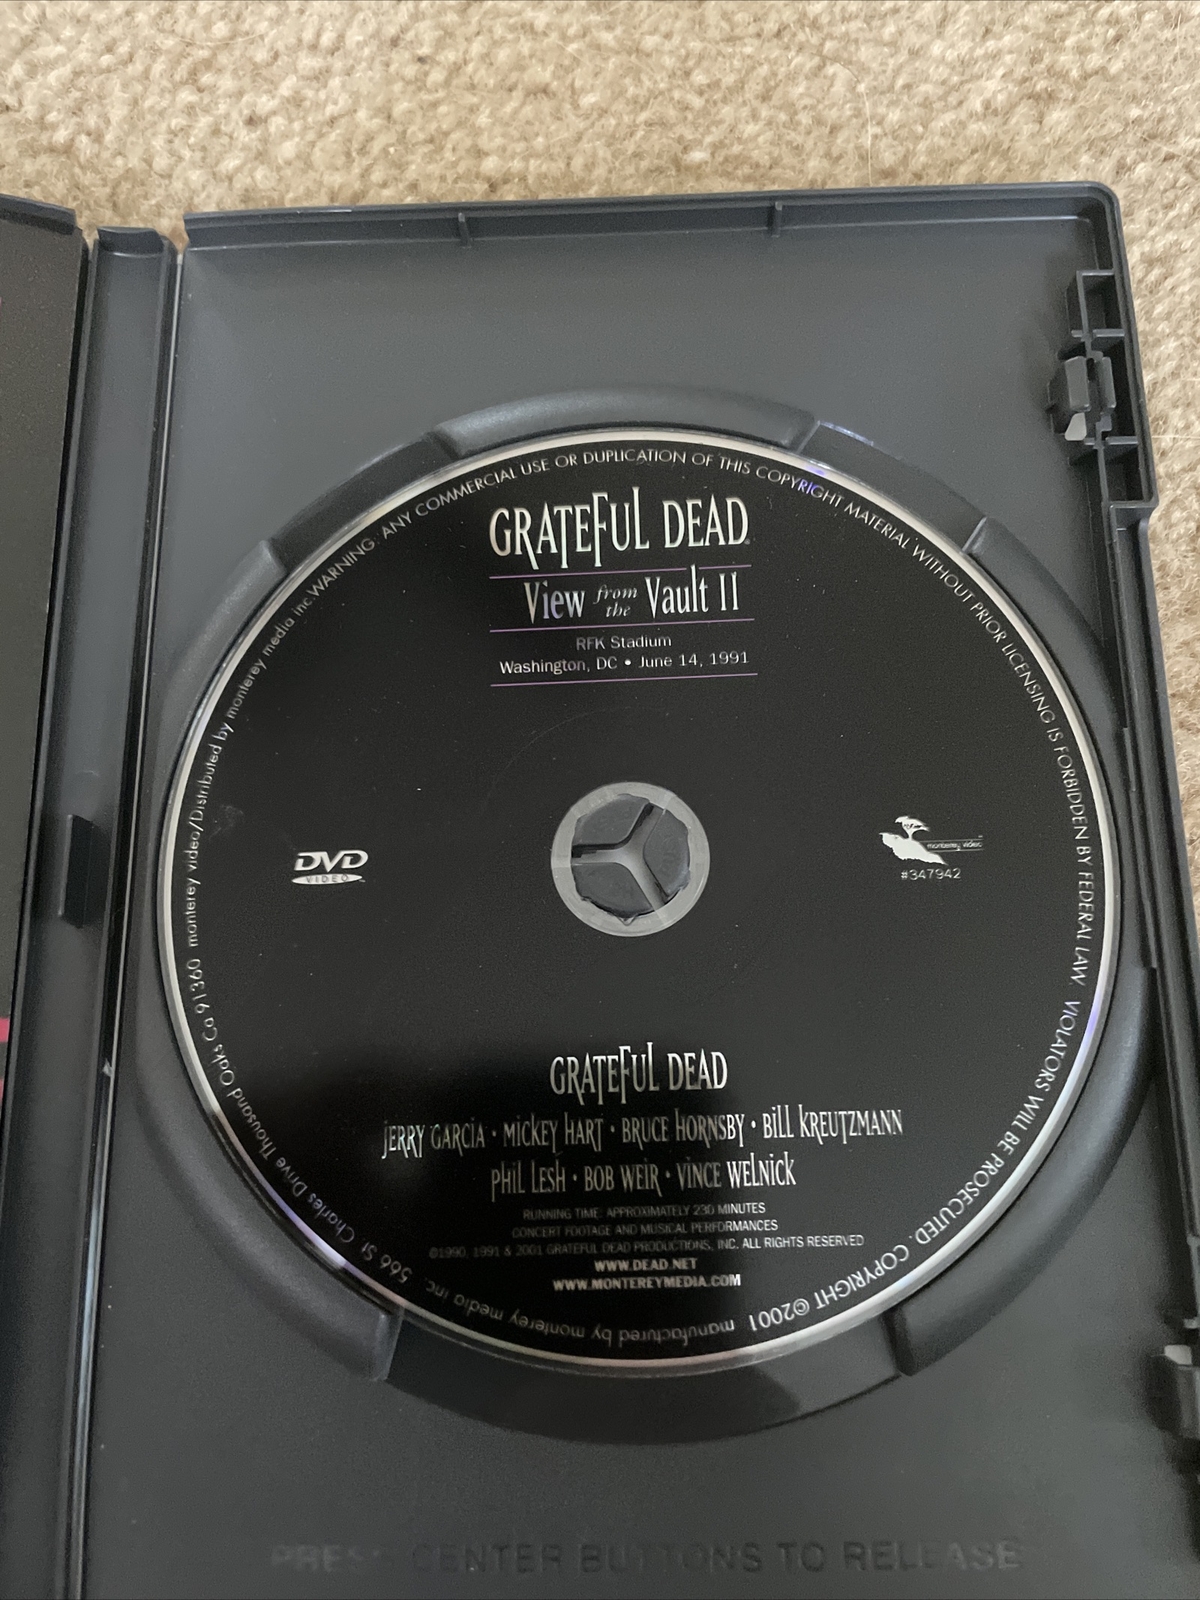 WARNING: ANY COMMERCIAL USE OR DUPLICATION OF THIS COPYRIGHT MATERIAL WITHOUT PRIOR LICENSING IS FORBIDDEN BY FEDERAL LAW. VIOLATORS WILL BE PROSECUTED. COPYRIGHT ©2001
manufactured by monterey media inc. 566 St Charles Drive Thousand Oaks Ca 91360 monterey video/Distributed by monterey media inc.
GRATEFUL DEAD
View from the Vault II
RFK Stadium
Washington, DC • June 14, 1991
DVD
VIDEO
monterey video
#347942
GRATEFUL DEAD
JERRY GARCIA • MICKEY HART • BRUCE HORNSBY • BILL KREUTZMANN
PHIL LESH • BOB WEIR • VINCE WELNICK
RUNNING TIME: APPROXIMATELY 230 MINUTES
CONCERT FOOTAGE AND MUSICAL PERFORMANCES
©1990, 1991 & 2001 GRATEFUL DEAD PRODUCTIONS, INC. ALL RIGHTS RESERVED
WWW.DEAD.NET
WWW.MONTEREYMEDIA.COM
PRESS CENTER BUTTONS TO RELEASE